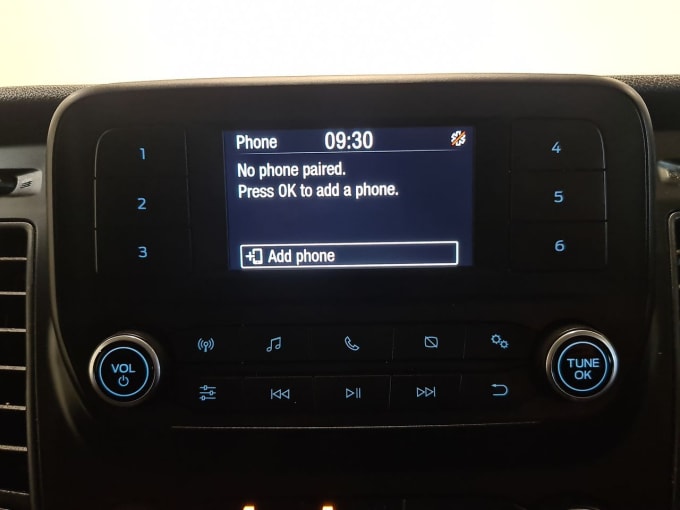 Phone 09:30
No phone paired.
Press OK to add a phone.
Add phone
1
2
3
4
5
6
VOL
TUNE
OK